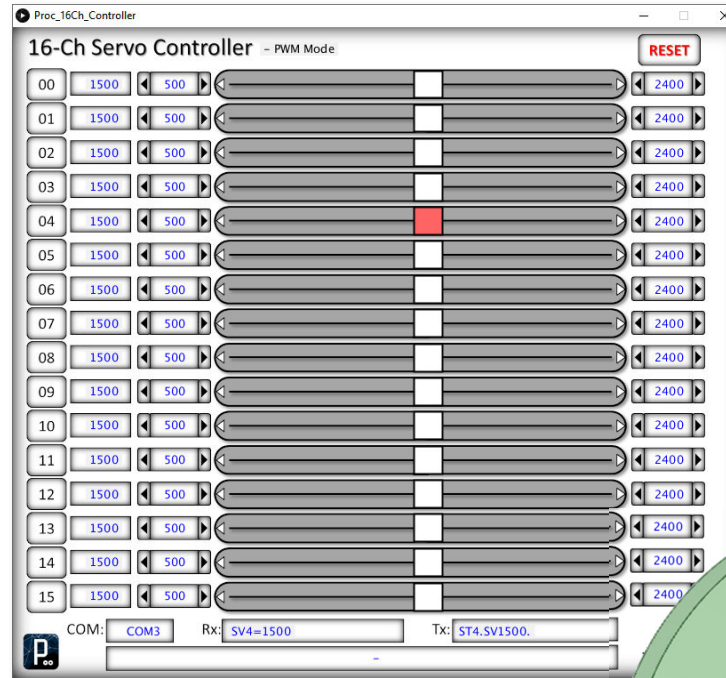 Proc_16Ch_Controller
16-Ch Servo Controller - PWM Mode RESET
00 1500 500 2400
01 1500 500 2400
02 1500 500 2400
03 1500 500 2400
04 1500 500 2400
05 1500 500 2400
06 1500 500 2400
07 1500 500 2400
08 1500 500 2400
09 1500 500 2400
10 1500 500 2400
11 1500 500 2400
12 1500 500 2400
13 1500 500 2400
14 1500 500 2400
15 1500 500 2400
COM: COM3 Rx: SV4=1500 Tx: ST4.SV1500.
P. -